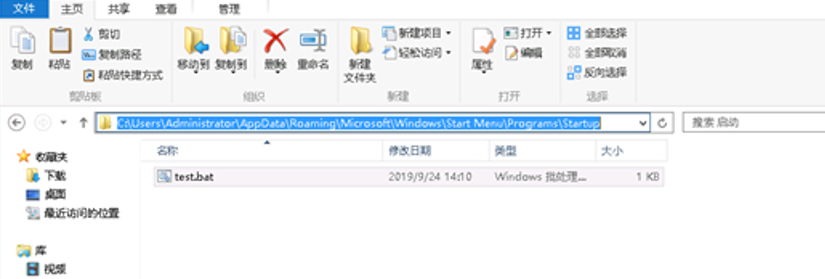 文件 主页 共享 查看 管理
复制 粘贴 剪切 复制路径 粘贴快捷方式 移动到 复制到 删除 重命名 新建文件夹 新建项目 轻松访问 属性 打开 编辑 全部选择 全部取消 反向选择
剪贴板 组织 新建 打开 选择
C:\Users\Administrator\AppData\Roaming\Microsoft\Windows\Start Menu\Programs\Startup 搜索 启动
收藏夹 名称 修改日期 类型 大小
下载 test.bat 2019/9/24 14:10 Windows 批处理... 1 KB
桌面
最近访问的位置
库
视频